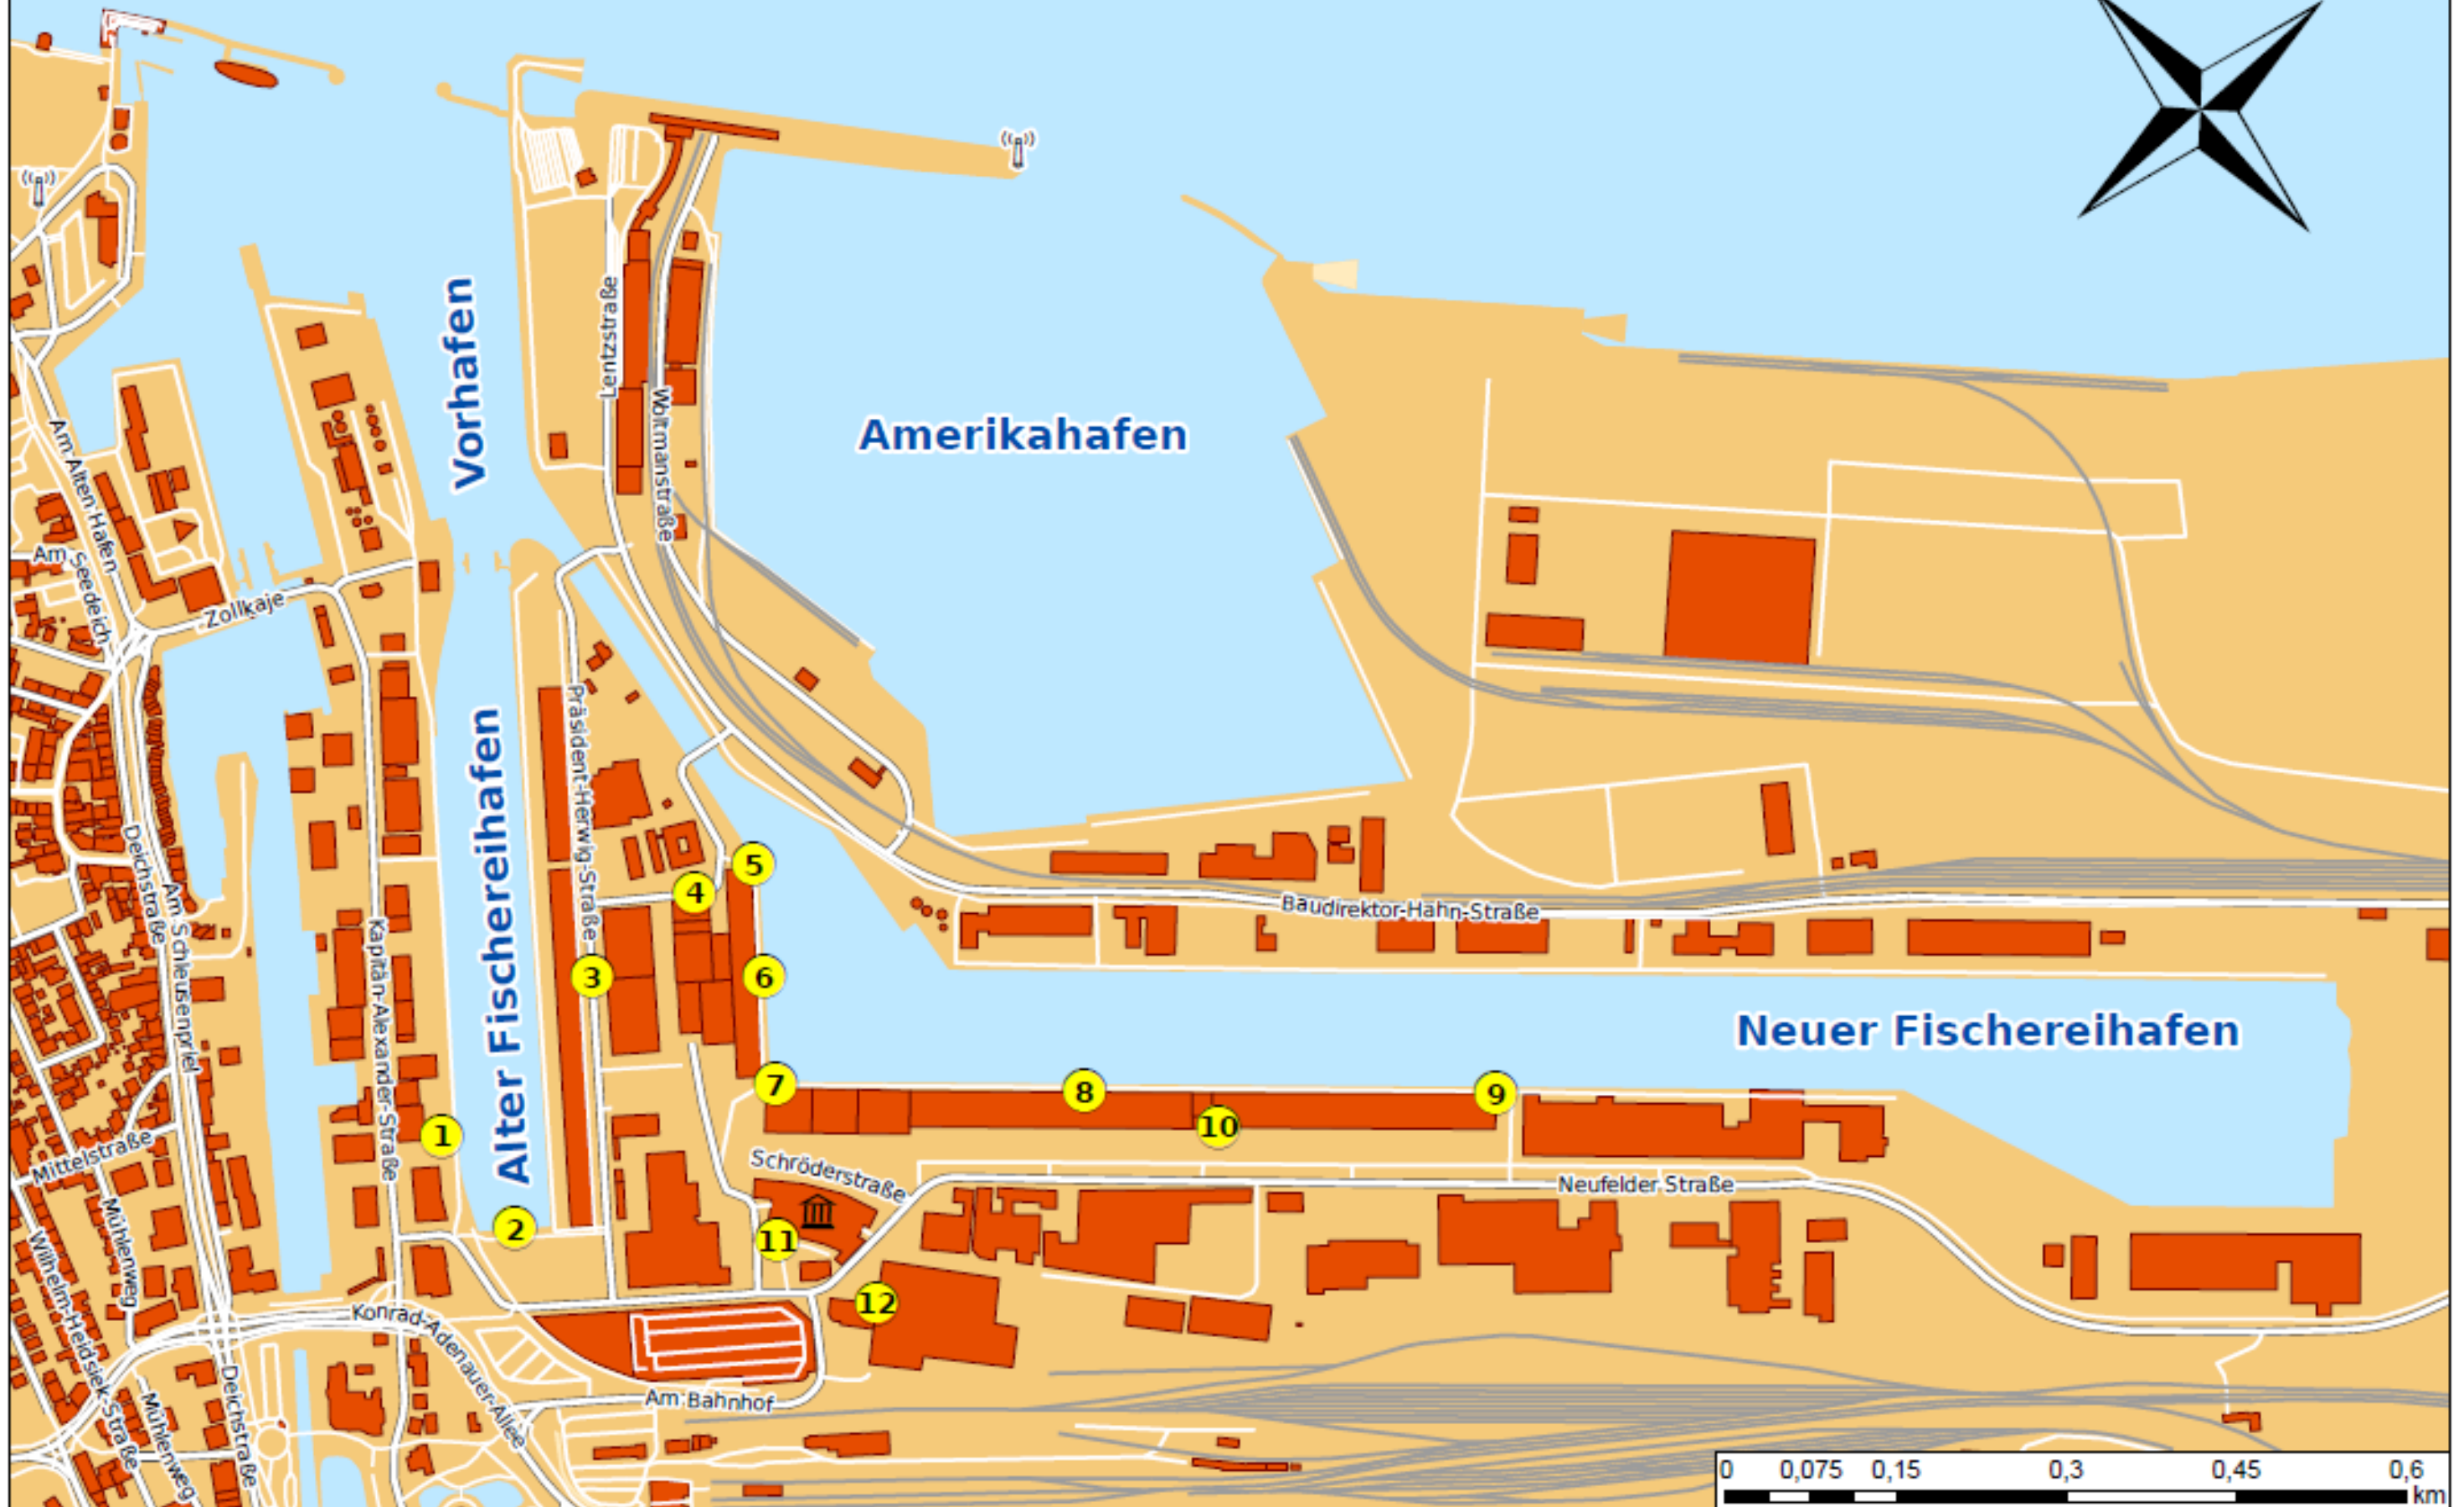 Vorhafen
Lentzstraße
Woltmanstraße
Amerikahafen
Am Alten Hafen
Am Seedeich
Zollkaje
Präsident-Herwig-Straße
Alter Fischereihafen
Deichstraße
Am Schleusenpriel
Kapitän-Alexander-Straße
5
4
3
6
Baudirektor-Hahn-Straße
Neuer Fischereihafen
7
8
9
10
1
2
Mittelstraße
Mühlenweg
Wilhelm-Heidsiek-Straße
Schröderstraße
Neufelder Straße
11
12
Konrad-Adenauer-Allee
Am Bahnhof
Deichstraße
Mühlenweg
0 0,075 0,15 0,3 0,45 0,6
km